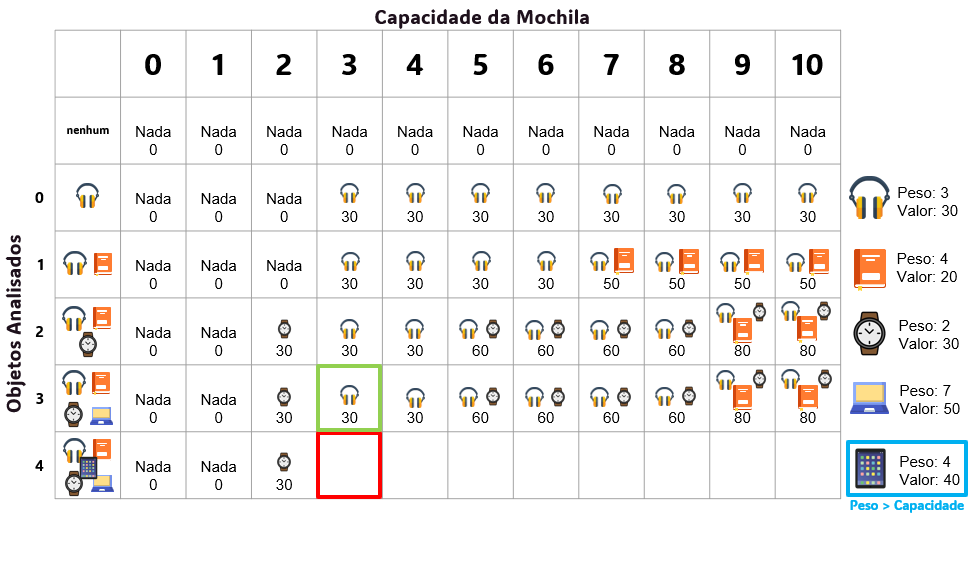 Capacidade da Mochila
0 1 2 3 4 5 6 7 8 9 10
nenhum Nada Nada Nada Nada Nada Nada Nada Nada Nada Nada Nada
0 0 0 0 0 0 0 0 0 0 0
Objetos Analisados
0 Nada Nada Nada
0 0 0 30 30 30 30 30 30 30 30
Peso: 3
Valor: 30
1 Nada Nada Nada
0 0 0 30 30 30 30 50 50 50 50
Peso: 4
Valor: 20
2 Nada Nada
0 0 30 30 30 60 60 60 60 80 80
Peso: 2
Valor: 30
3 Nada Nada
0 0 30 30 30 60 60 60 60 80 80
Peso: 7
Valor: 50
4 Nada Nada
0 0 30
Peso: 4
Valor: 40
Peso > Capacidade